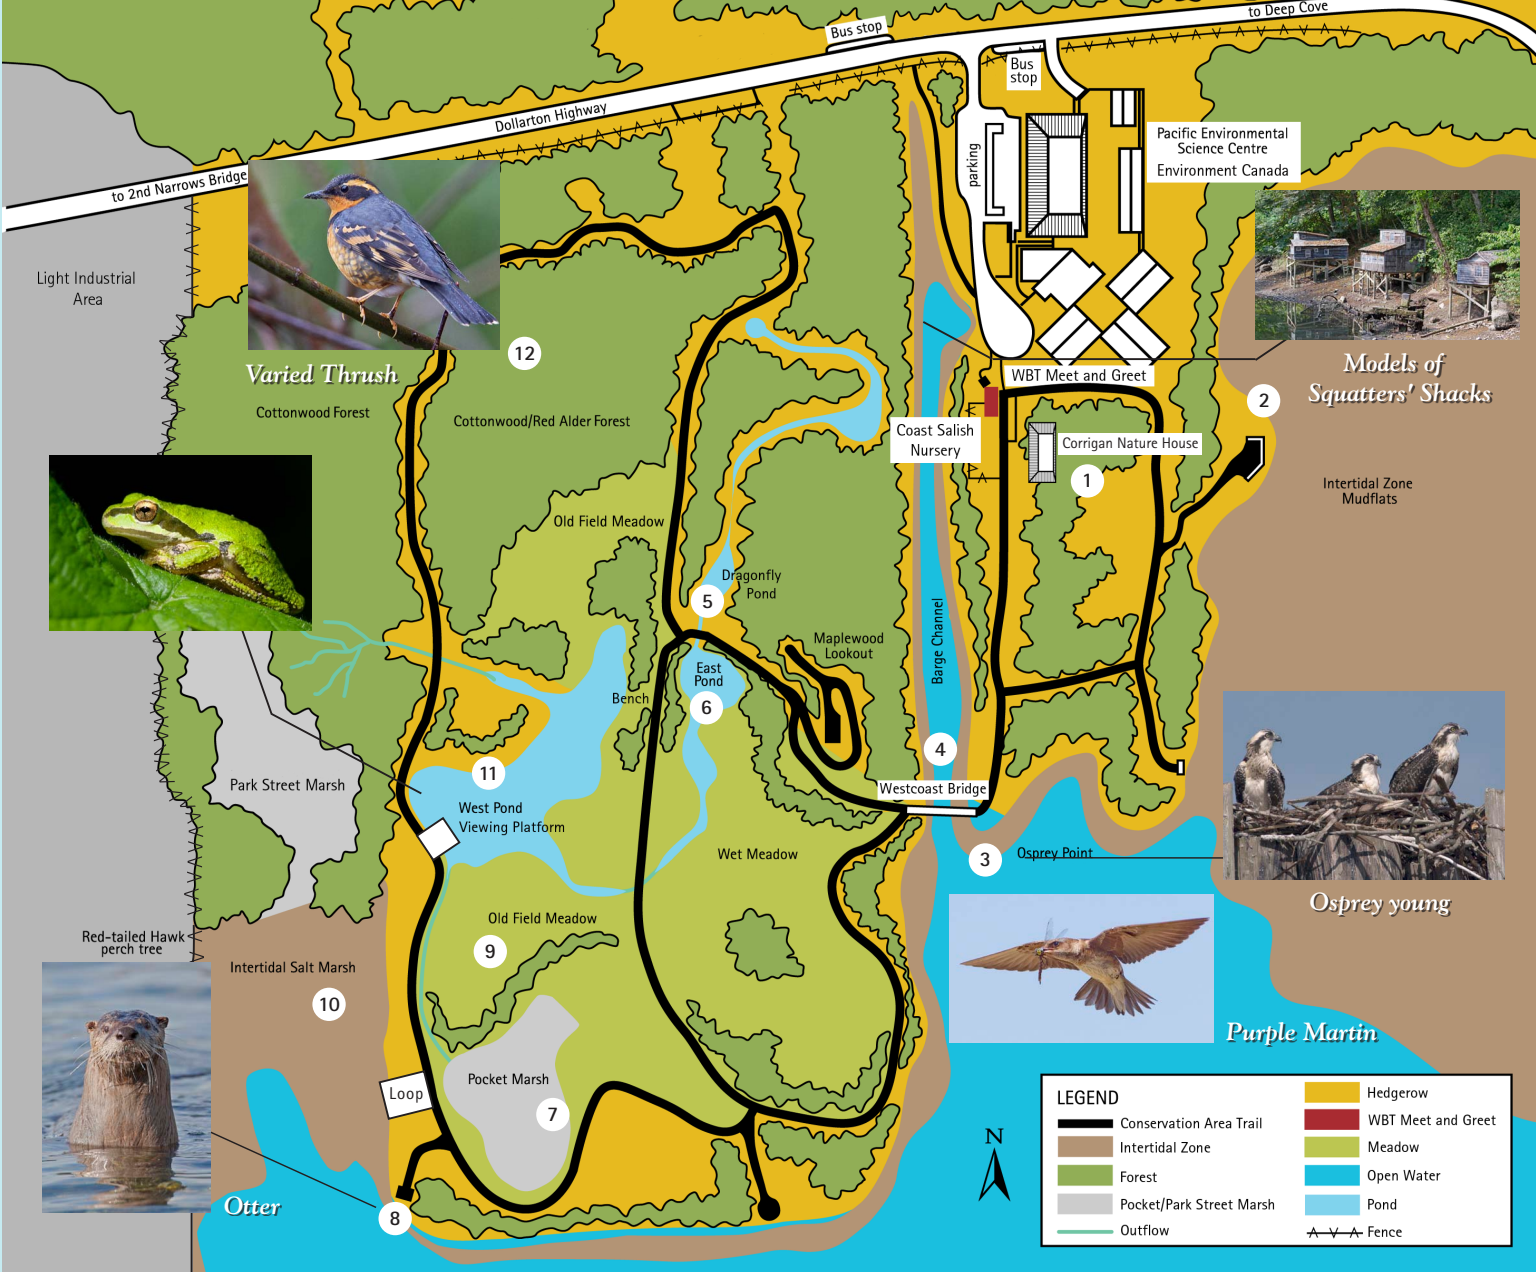 Bus stop
to Deep Cove
Bus
stop
Dollarton Highway
to 2nd Narrows Bridge
parking
Pacific Environmental
Science Centre
Environment Canada
Light Industrial
Area
Varied Thrush
12
Cottonwood Forest
Cottonwood/Red Alder Forest
WBT Meet and Greet
Models of
Squatters' Shacks
2
Coast Salish
Nursery
Corrigan Nature House
1
Intertidal Zone
Mudflats
Old Field Meadow
Dragonfly
Pond
5
Barge Channel
Maplewood
Lookout
East
Pond
6
Bench
4
11
Park Street Marsh
West Pond
Viewing Platform
Westcoast Bridge
Wet Meadow
3
Osprey Point
Osprey young
Old Field Meadow
9
Red-tailed Hawk
perch tree
Intertidal Salt Marsh
10
Purple Martin
Loop
Pocket Marsh
7
Otter
8
N
LEGEND
Conservation Area Trail
Intertidal Zone
Forest
Pocket/Park Street Marsh
Outflow
Hedgerow
WBT Meet and Greet
Meadow
Open Water
Pond
Fence